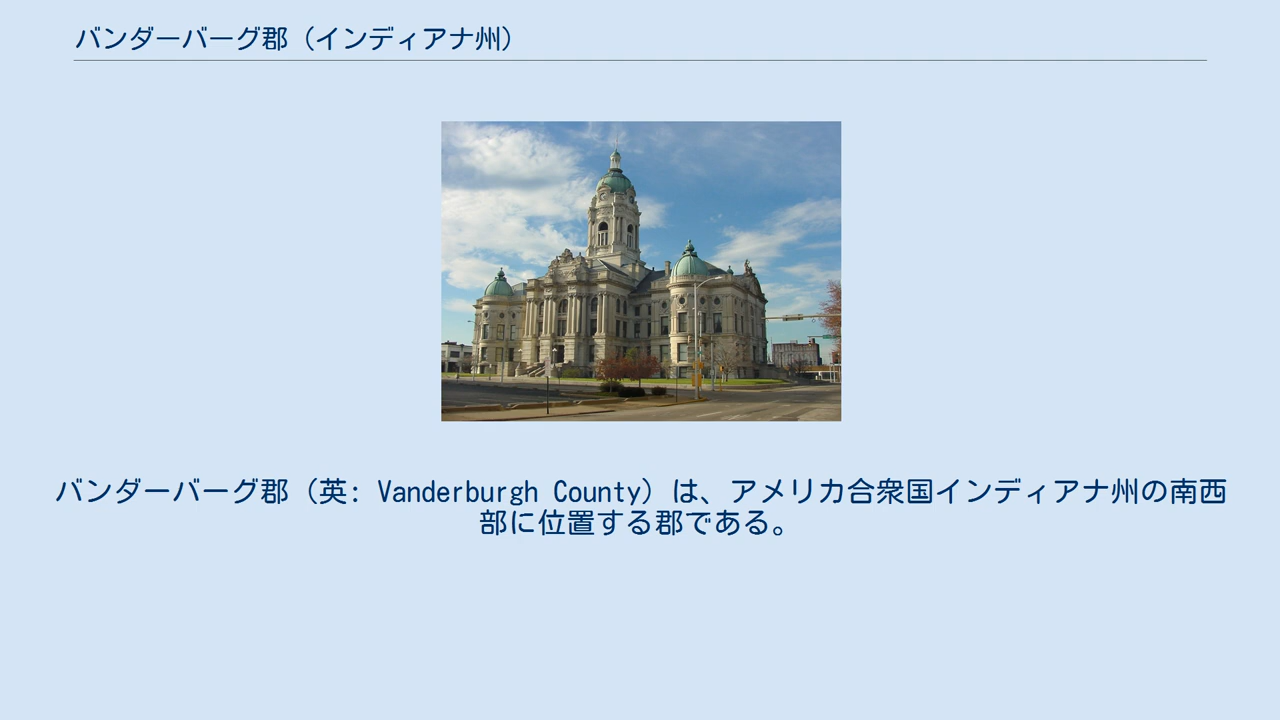 バンダーバーグ郡（インディアナ州）
バンダーバーグ郡（英: Vanderburgh County）は、アメリカ合衆国インディアナ州の南西
部に位置する郡である。